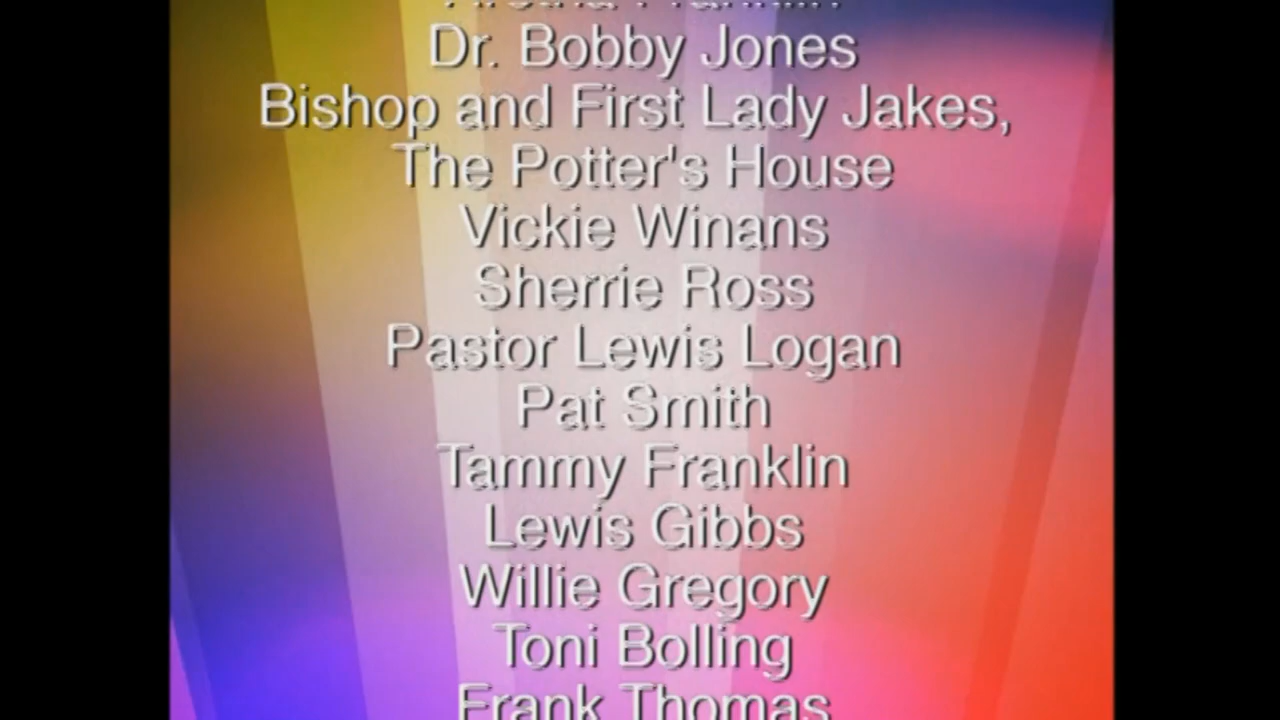 Dr. Bobby Jones
Bishop and First Lady Jakes,
The Potter's House
Vickie Winans
Sherrie Ross
Pastor Lewis Logan
Pat Smith
Tammy Franklin
Lewis Gibbs
Willie Gregory
Toni Bolling
Frank Thomas